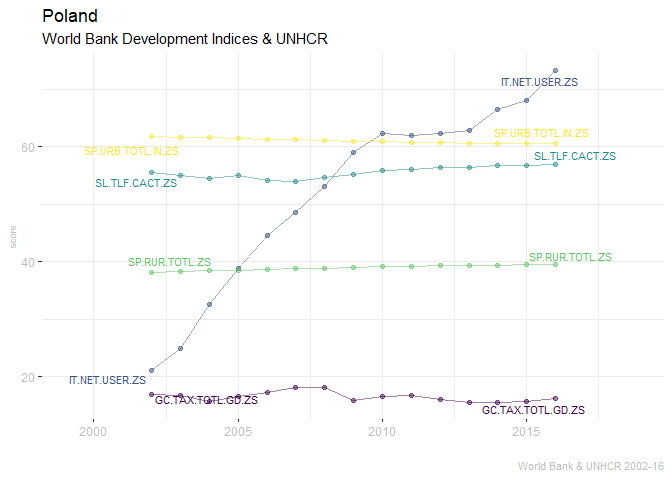 Poland
World Bank Development Indices & UNHCR
IT.NET.USER.ZS
SP.URB.TOTL.IN.ZS
SP.URB.TOTL.IN.ZS
60
SL.TLF.CACT.ZS
SL.TLF.CACT.ZS
score
SP.RUR.TOTL.ZS
SP.RUR.TOTL.ZS
40
20
IT.NET.USER.ZS
GC.TAX.TOTL.GD.ZS
GC.TAX.TOTL.GD.ZS
2000 2005 2010 2015
World Bank & UNHCR 2002-16